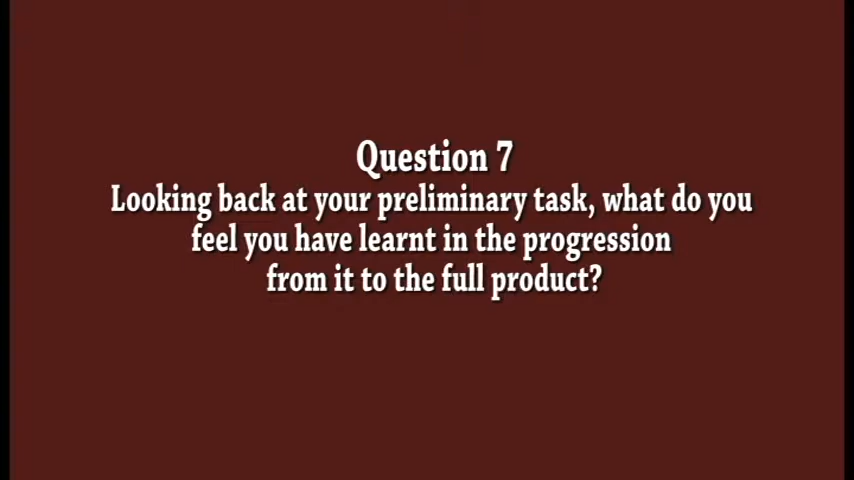 Question 7
Looking back at your preliminary task, what do you
feel you have learnt in the progression
from it to the full product?